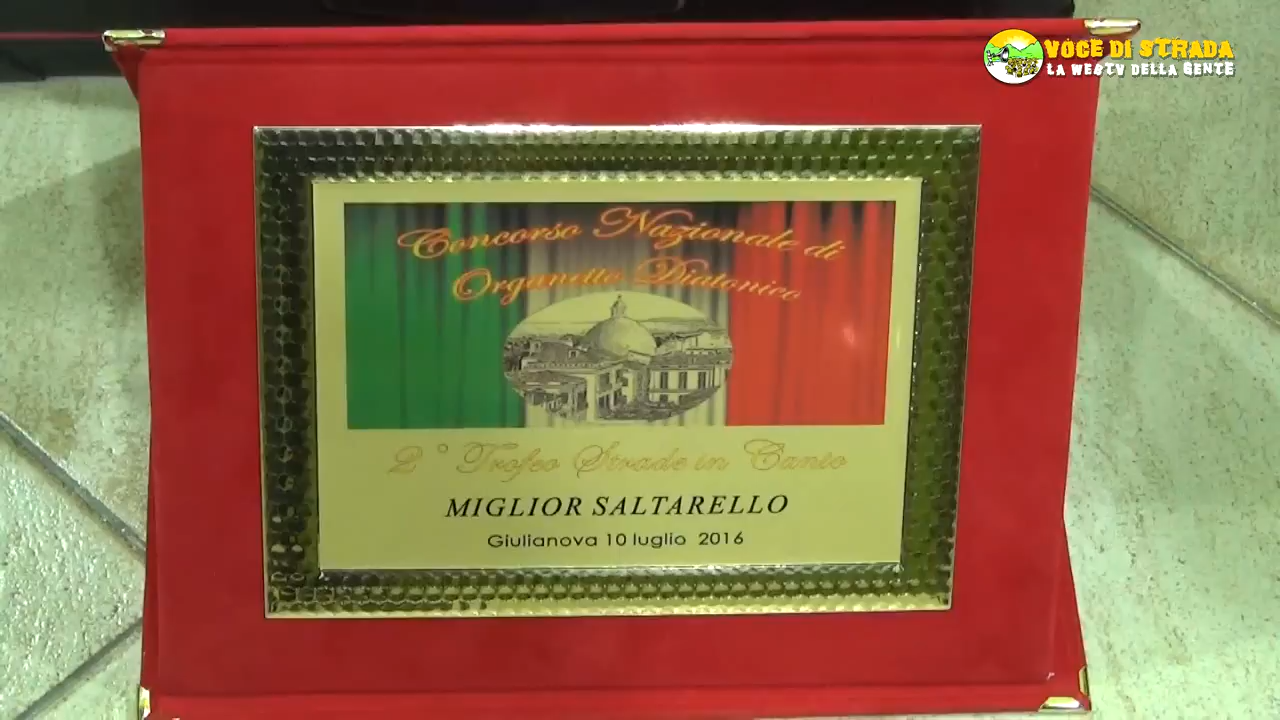 VOCE DI STRADA
LA WEBTV DELLA GENTE
Concorso Nazionale di
Organetto Diatonico
2° Trofeo Strade in Canto
MIGLIOR SALTARELLO
Giulianova 10 luglio 2016